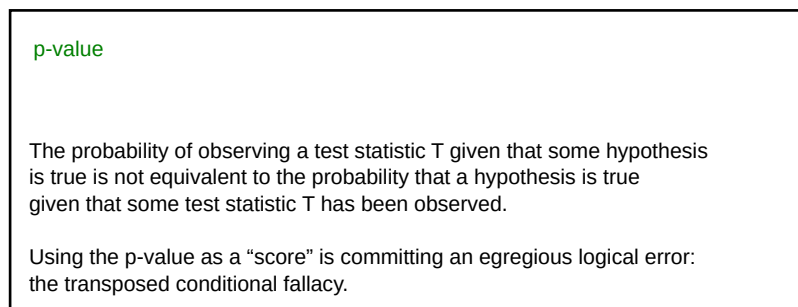 p-value
The probability of observing a test statistic T given that some hypothesis
is true is not equivalent to the probability that a hypothesis is true
given that some test statistic T has been observed.
Using the p-value as a “score” is committing an egregious logical error:
the transposed conditional fallacy.